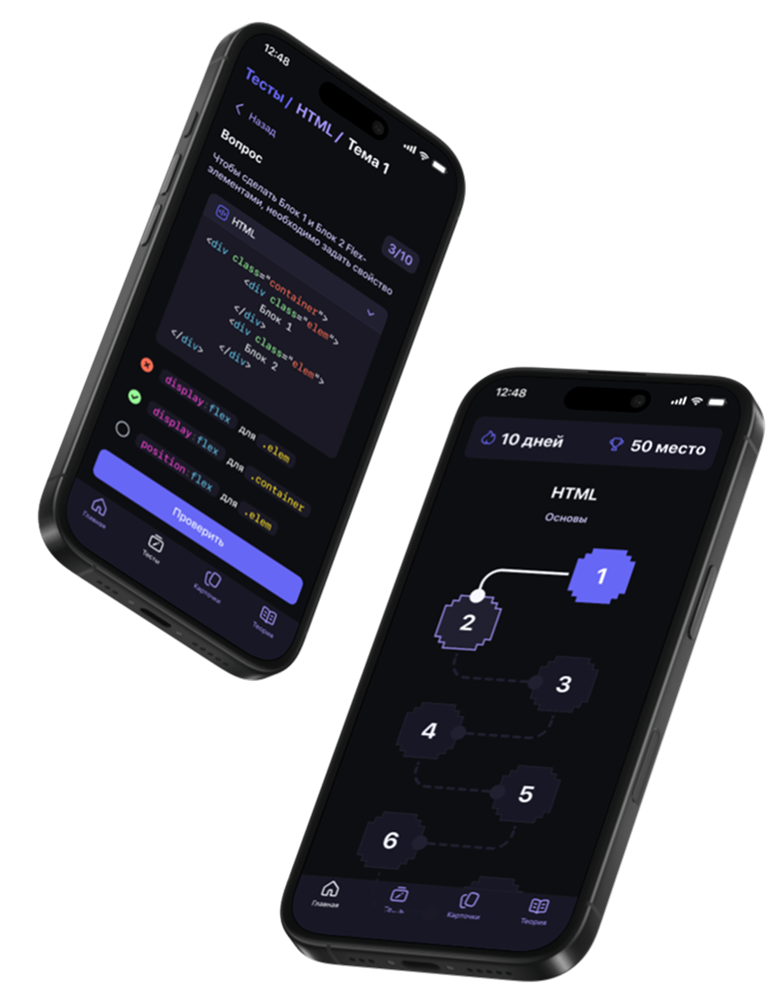 12:48
Тесты / HTML / Тема 1
Назад
Вопрос
3/10
Чтобы сделать Блок 1 и Блок 2 Flex-
элементами, необходимо задать свойство
HTML
<div class="container">
<div class="elem">
Блок 1
</div>
<div class="elem">
Блок 2
</div>
</div>
display:flex для .elem
display:flex для .container
position:flex для .elem
Проверить
Главная
Тесты
Карточки
Теория
12:48
10 дней
50 место
HTML
Основы
1
2
3
4
5
6
Главная
Карточки
Теория